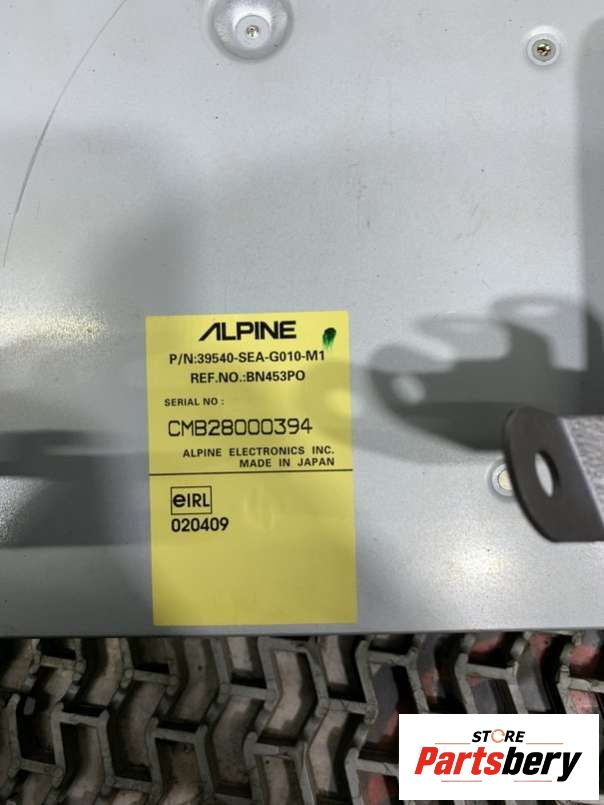 ALPINE
P/N:39540-SEA-G010-M1
REF.NO.:BN453PO
SERIAL NO :
CMB28000394
ALPINE ELECTRONICS INC.
MADE IN JAPAN
eIRL
020409
STORE
Partsbery